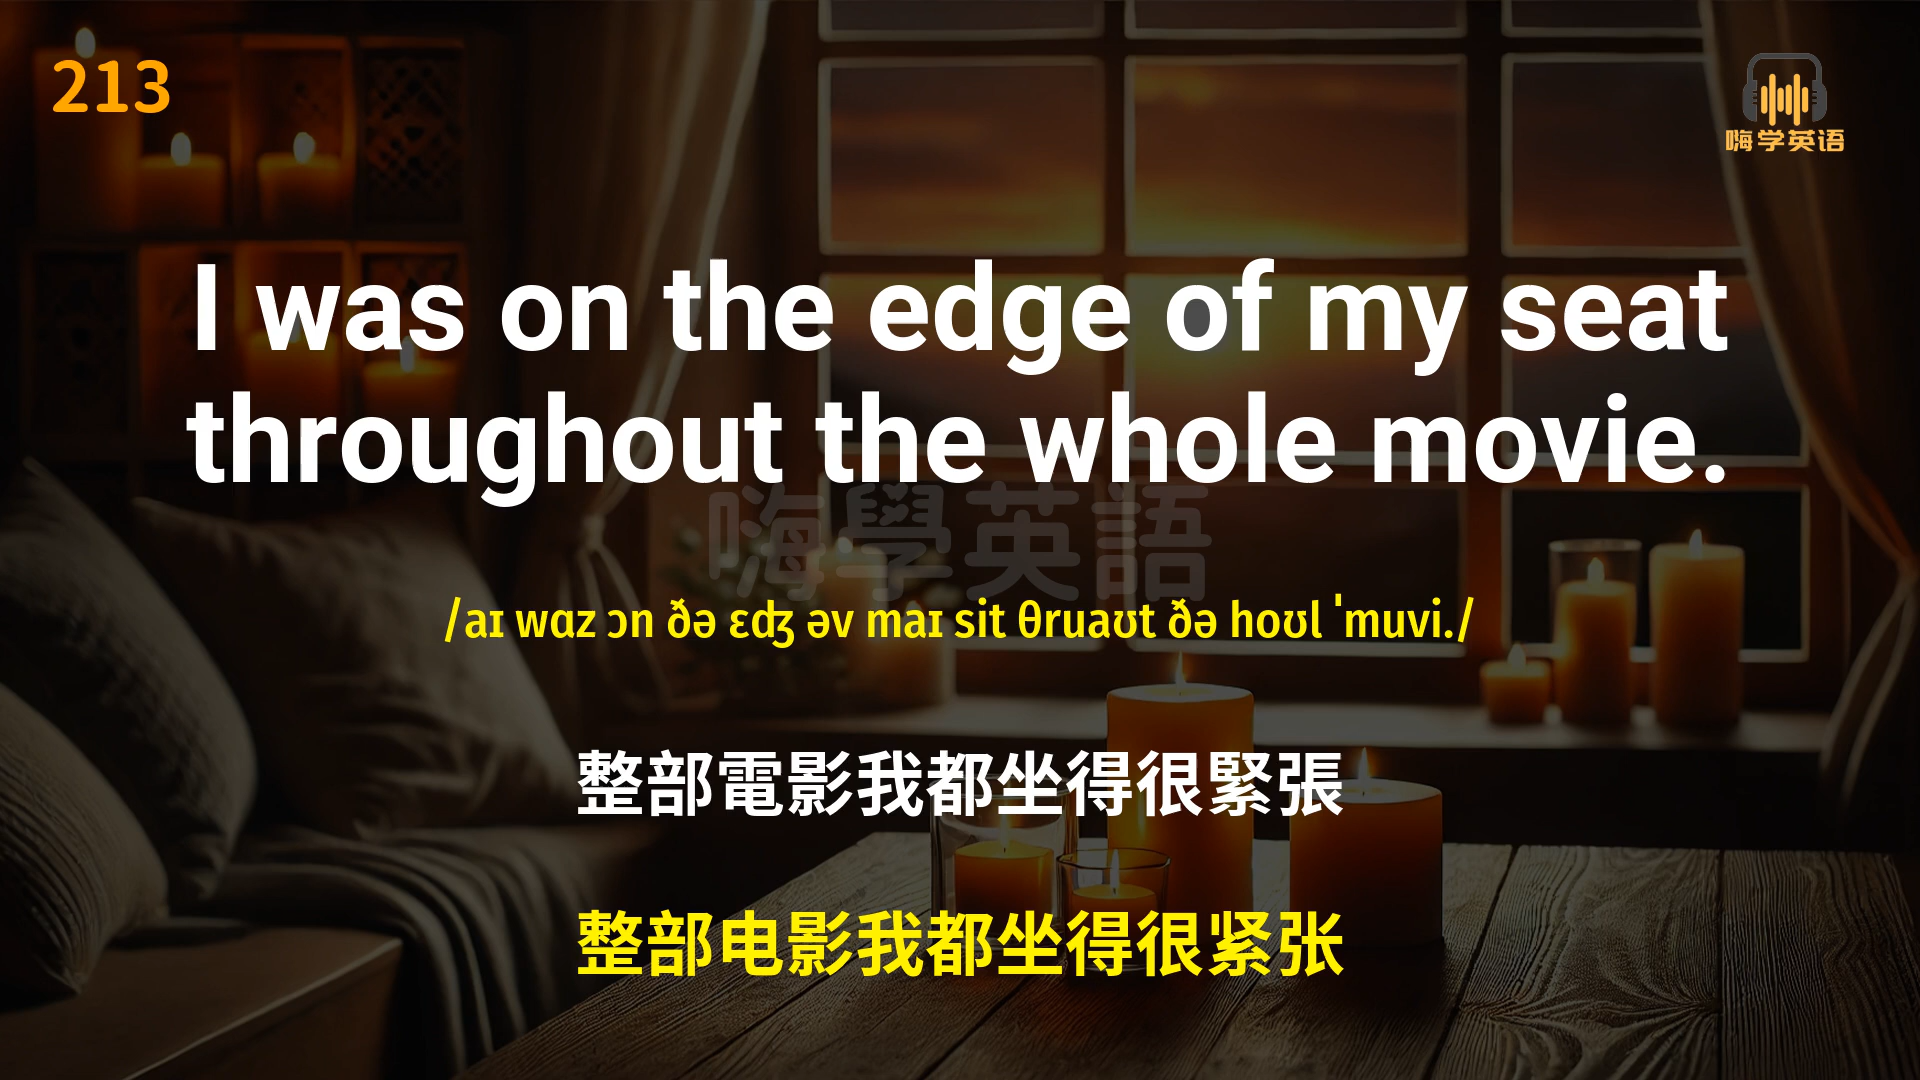 213
嗨学英语
I was on the edge of my seat
throughout the whole movie.
嗨學英語
/aɪ wɑz ɔn ðə ɛʤ əv maɪ sit θruaʊt ðə hoʊl ˈmuvi./
整部電影我都坐得很緊張
整部电影我都坐得很紧张